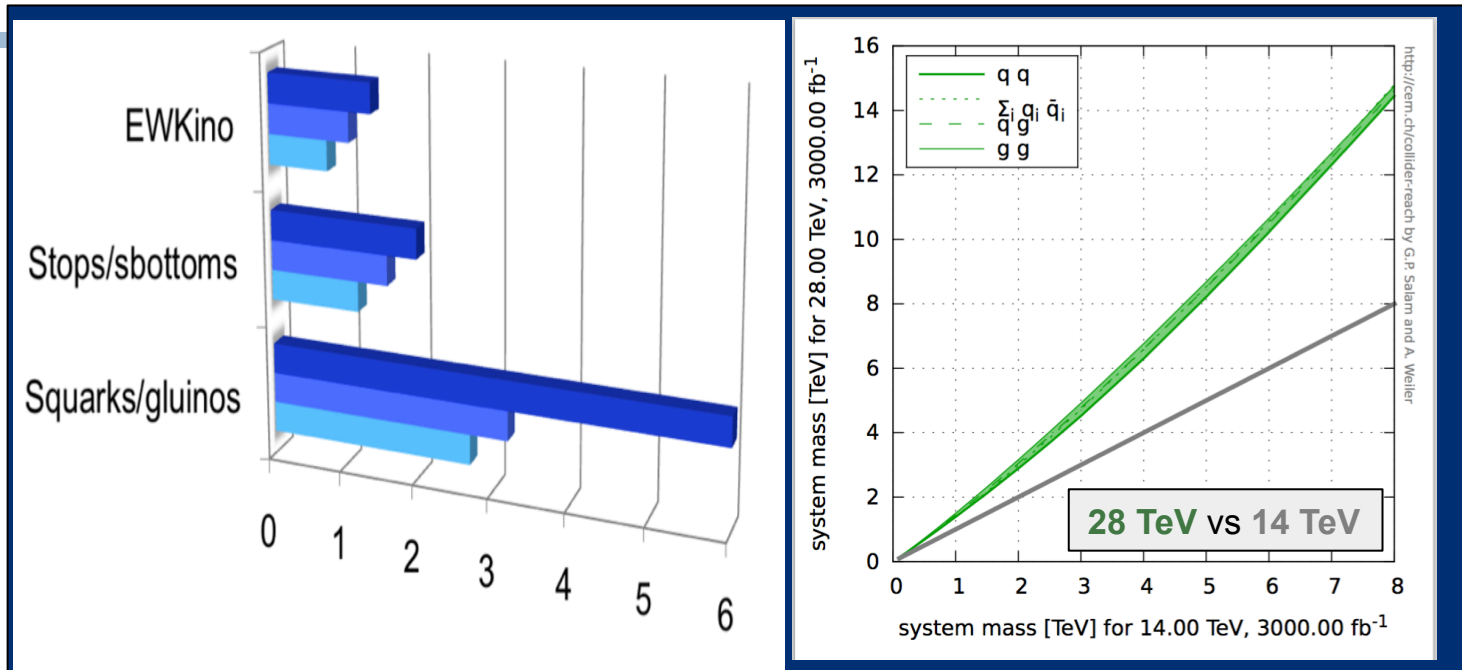 EWKino
Stops/sbottoms
Squarks/gluinos
0 1 2 3 4 5 6
system mass [TeV] for 28.00 TeV, 3000.00 fb⁻¹
16
14
12
10
8
6
4
2
0
q q
Σᵢ qᵢ q̄ᵢ
q g
g g
28 TeV vs 14 TeV
0 1 2 3 4 5 6 7 8
system mass [TeV] for 14.00 TeV, 3000.00 fb⁻¹
http://cern.ch/collider-reach by G.P. Salam and A. Weiler